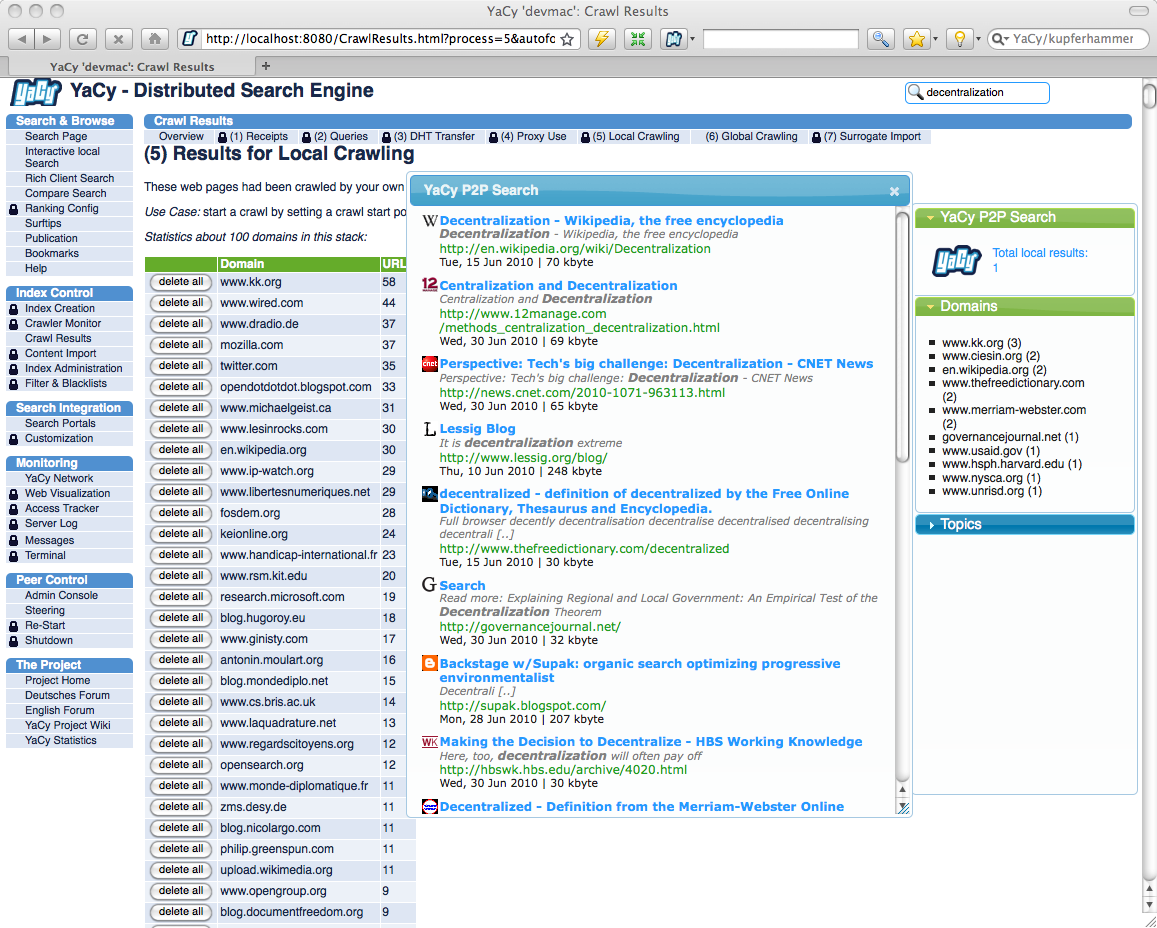 YaCy 'devmac': Crawl Results
http://localhost:8080/CrawlResults.html?process=5&autofo
YaCy/kupferhammer
YaCy 'devmac': Crawl Results
YaCy
YaCy - Distributed Search Engine
decentralization
Search & Browse
Search Page
Interactive local
Search
Rich Client Search
Compare Search
Ranking Config
Surftips
Publication
Bookmarks
Help
Index Control
Index Creation
Crawler Monitor
Crawl Results
Content Import
Index Administration
Filter & Blacklists
Search Integration
Search Portals
Customization
Monitoring
YaCy Network
Web Visualization
Access Tracker
Server Log
Messages
Terminal
Peer Control
Admin Console
Steering
Re-Start
Shutdown
The Project
Project Home
Deutsches Forum
English Forum
YaCy Project Wiki
YaCy Statistics
Crawl Results
Overview (1) Receipts (2) Queries (3) DHT Transfer (4) Proxy Use (5) Local Crawling (6) Global Crawling (7) Surrogate Import
(5) Results for Local Crawling
These web pages had been crawled by your own
Use Case: start a crawl by setting a crawl start po
Statistics about 100 domains in this stack:
Domain URL
delete all www.kk.org 58
delete all www.wired.com 44
delete all www.dradio.de 37
delete all mozilla.com 37
delete all twitter.com 35
delete all opendotdotdot.blogspot.com 33
delete all www.michaelgeist.ca 31
delete all www.lesinrocks.com 30
delete all en.wikipedia.org 30
delete all www.ip-watch.org 29
delete all www.libertesnumeriques.net 29
delete all fosdem.org 28
delete all keionline.org 24
delete all www.handicap-international.fr 23
delete all www.rsm.kit.edu 20
delete all research.microsoft.com 19
delete all blog.hugoroy.eu 18
delete all www.ginisty.com 17
delete all antonin.moulart.org 16
delete all blog.mondediplo.net 15
delete all www.cs.bris.ac.uk 14
delete all www.laquadrature.net 13
delete all www.regardscitoyens.org 12
delete all opensearch.org 12
delete all www.monde-diplomatique.fr 11
delete all zms.desy.de 11
delete all blog.nicolargo.com 11
delete all philip.greenspun.com 11
delete all upload.wikimedia.org 11
delete all www.opengroup.org 9
delete all blog.documentfreedom.org 9
YaCy P2P Search
W Decentralization - Wikipedia, the free encyclopedia
Decentralization - Wikipedia, the free encyclopedia
http://en.wikipedia.org/wiki/Decentralization
Tue, 15 Jun 2010 | 70 kbyte
12 Centralization and Decentralization
Centralization and Decentralization
http://www.12manage.com
/methods_centralization_decentralization.html
Wed, 30 Jun 2010 | 69 kbyte
cnet Perspective: Tech's big challenge: Decentralization - CNET News
Perspective: Tech's big challenge: Decentralization - CNET News
http://news.cnet.com/2010-1071-963113.html
Wed, 30 Jun 2010 | 65 kbyte
L Lessig Blog
It is decentralization extreme
http://www.lessig.org/blog/
Thu, 10 Jun 2010 | 248 kbyte
decentralized - definition of decentralized by the Free Online
Dictionary, Thesaurus and Encyclopedia.
Full browser decently decentralisation decentralise decentralised decentralising
decentrali [..]
http://www.thefreedictionary.com/decentralized
Tue, 15 Jun 2010 | 30 kbyte
G Search
Read more: Explaining Regional and Local Government: An Empirical Test of the
Decentralization Theorem
http://governancejournal.net/
Wed, 30 Jun 2010 | 32 kbyte
Backstage w/Supak: organic search optimizing progressive
environmentalist
Decentrali [..]
http://supak.blogspot.com/
Mon, 28 Jun 2010 | 207 kbyte
WK Making the Decision to Decentralize - HBS Working Knowledge
Here, too, decentralization will often pay off
http://hbswk.hbs.edu/archive/4020.html
Wed, 30 Jun 2010 | 30 kbyte
Decentralized - Definition from the Merriam-Webster Online
YaCy P2P Search
YaCy
Total local results:
1
Domains
www.kk.org (3)
www.ciesin.org (2)
en.wikipedia.org (2)
www.thefreedictionary.com
(2)
www.merriam-webster.com
(2)
governancejournal.net (1)
www.usaid.gov (1)
www.hsph.harvard.edu (1)
www.nysca.org (1)
www.unrisd.org (1)
Topics